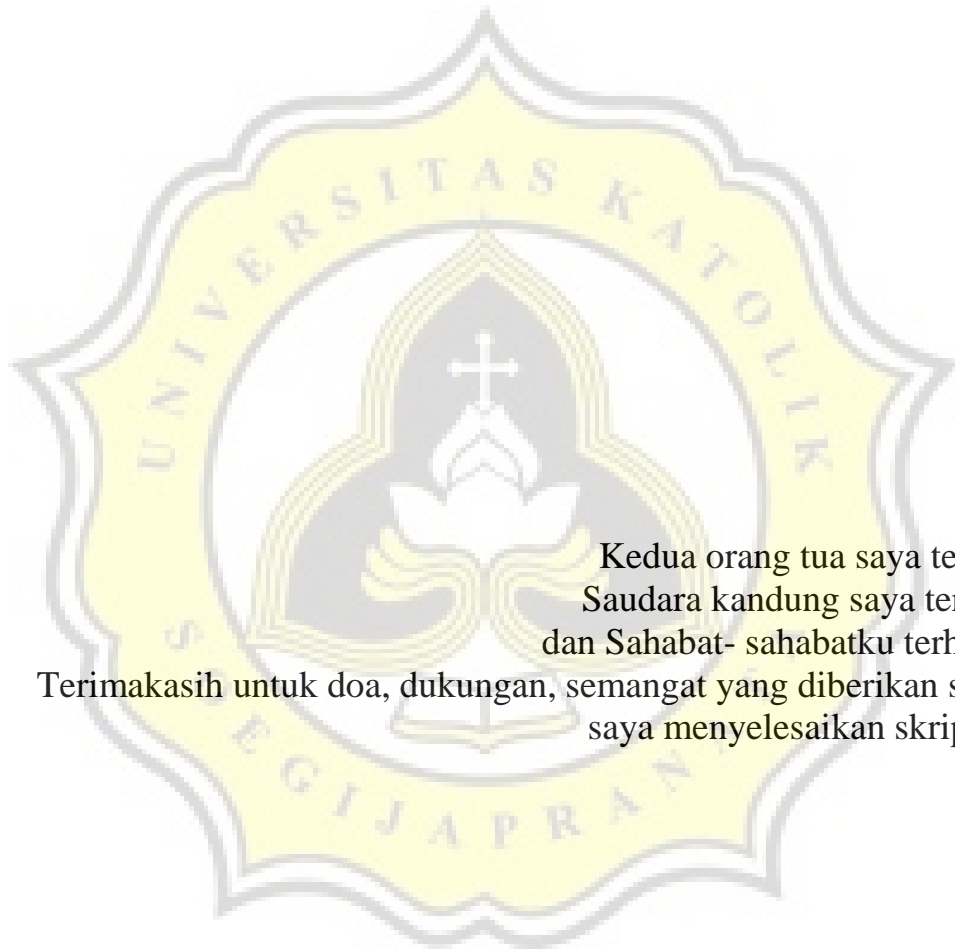 UNIVERSITAS KATOLIK
SOEGIJAPRANATA
Kedua orang tua saya te
Saudara kandung saya ter
dan Sahabat- sahabatku terh
Terimakasih untuk doa, dukungan, semangat yang diberikan s
saya menyelesaikan skrip